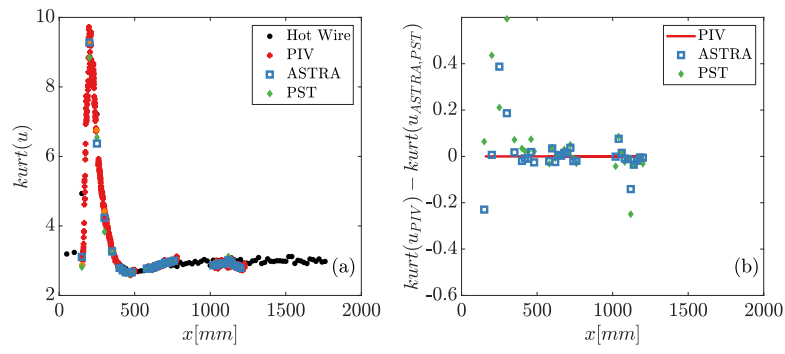 Hot Wire
PIV
ASTRA
PST
10
8
6
4
2
0
500
1000
1500
2000
kurt(u)
x[mm]
(a)
PIV
ASTRA
PST
0.4
0.2
0
-0.2
-0.4
-0.6
0
500
1000
1500
2000
kurt(u_PIV) − kurt(u_ASTRA,PST)
x[mm]
(b)